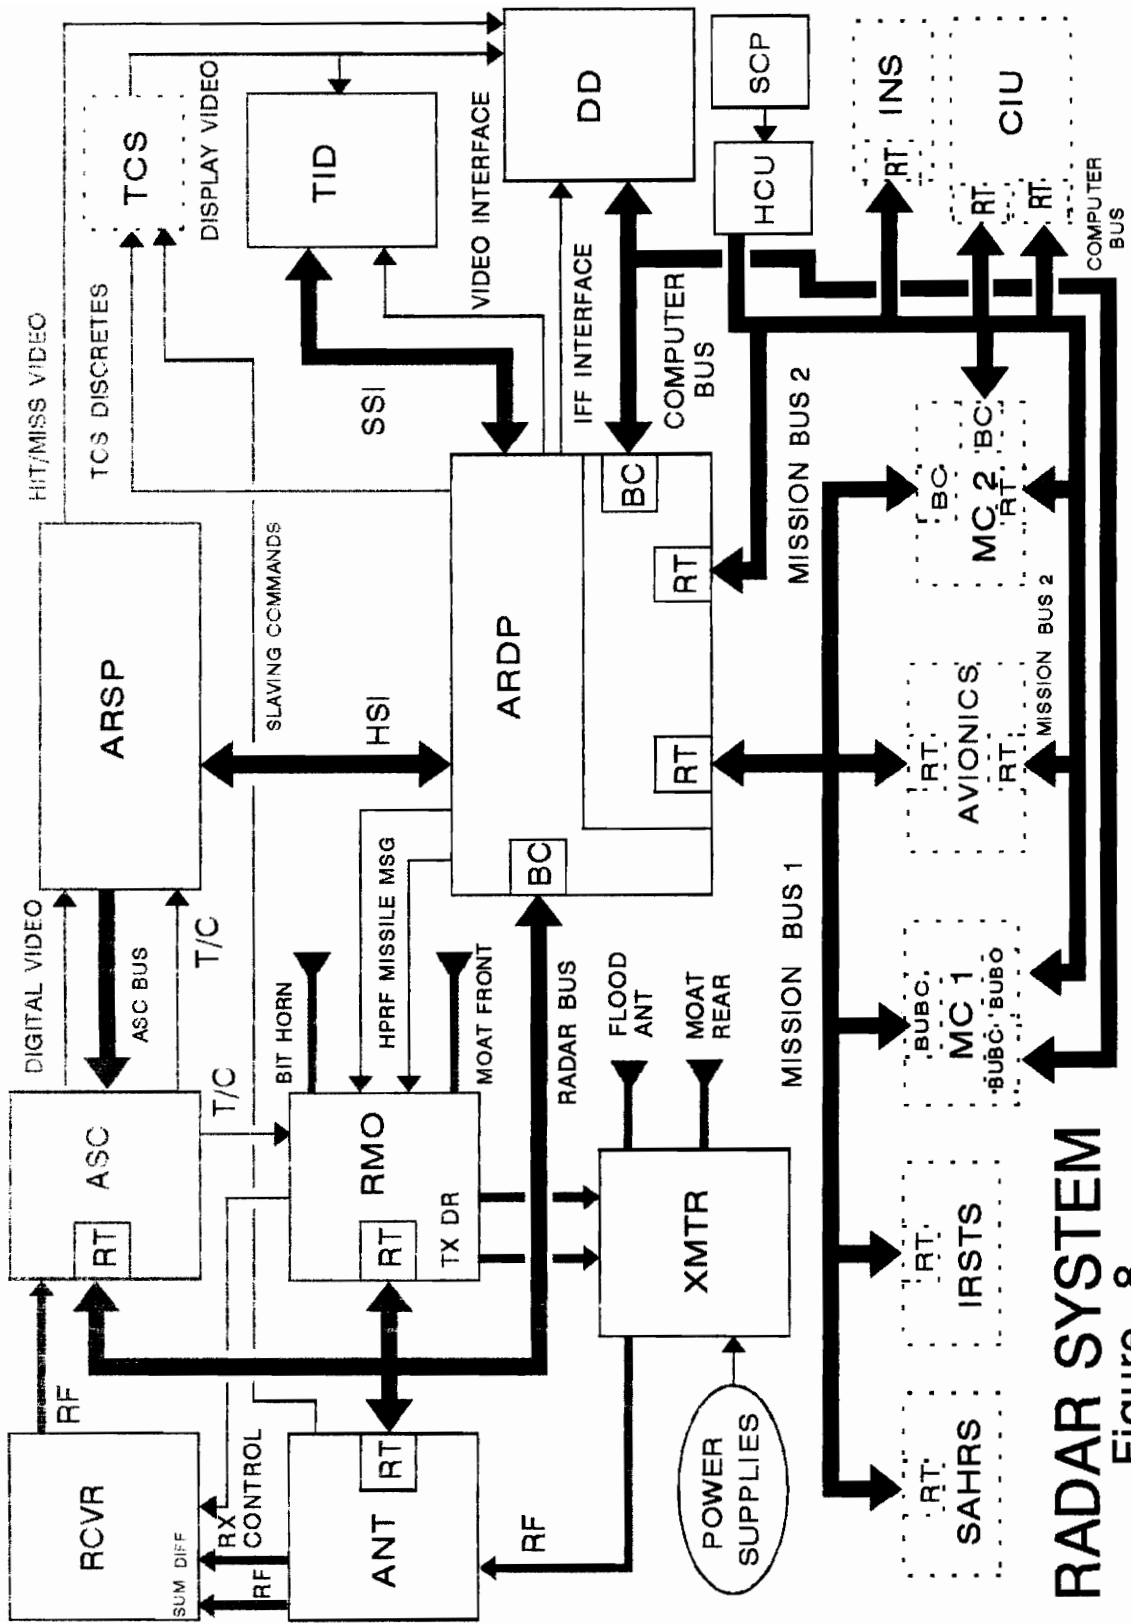 RCVR
SUM DIFF
RF
DIGITAL VIDEO
ASC
RT
ASC BUS
T/C
ARSP
HIT/MISS VIDEO
TCS DISCRETES
TCS
DISPLAY VIDEO
RF
RX
CONTROL
T/C
BIT HORN
SLAVING COMMANDS
HSI
SSI
TID
VIDEO INTERFACE
ANT
RT
RMO
RT
TX DR
HPRF MISSILE MSG
MOAT FRONT
RADAR BUS
ARDP
BC
RT
RT
BC
IFF INTERFACE
COMPUTER
BUS
DD
SCP
HCU
RF
POWER
SUPPLIES
XMTR
FLOOD
ANT
MOAT
REAR
MISSION BUS 1
MISSION BUS 2
INS
RT
CIU
RT
RT
COMPUTER
BUS
RT
SAHRS
RT
IRSTS
BUBC
MC 1
BUBC
BUBO
RT
AVIONICS
RT
MISSION BUS 2
BC
MC 2
BC
RT
RADAR SYSTEM
Figure 8